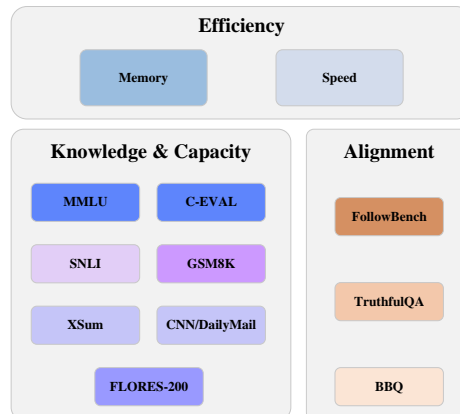 Efficiency
Memory
Speed
Knowledge & Capacity
MMLU
C-EVAL
SNLI
GSM8K
XSum
CNN/DailyMail
FLORES-200
Alignment
FollowBench
TruthfulQA
BBQ